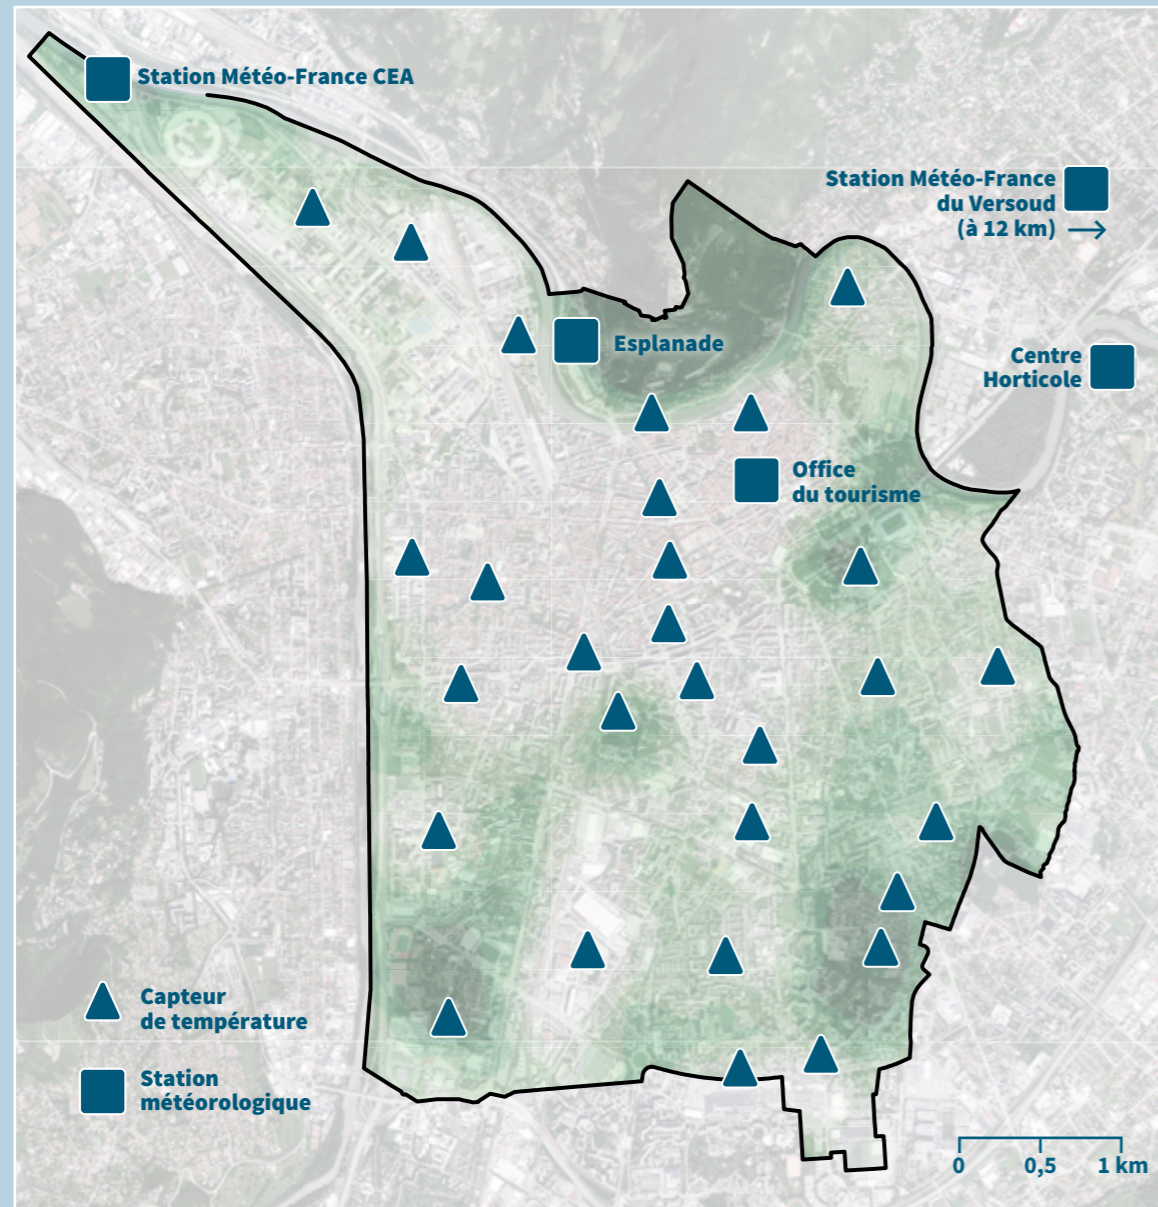 Station Météo-France CEA
Station Météo-France
du Versoud
(à 12 km)
Esplanade
Centre
Horticole
Office
du tourisme
Capteur
de température
Station
météorologique
0 0,5 1 km